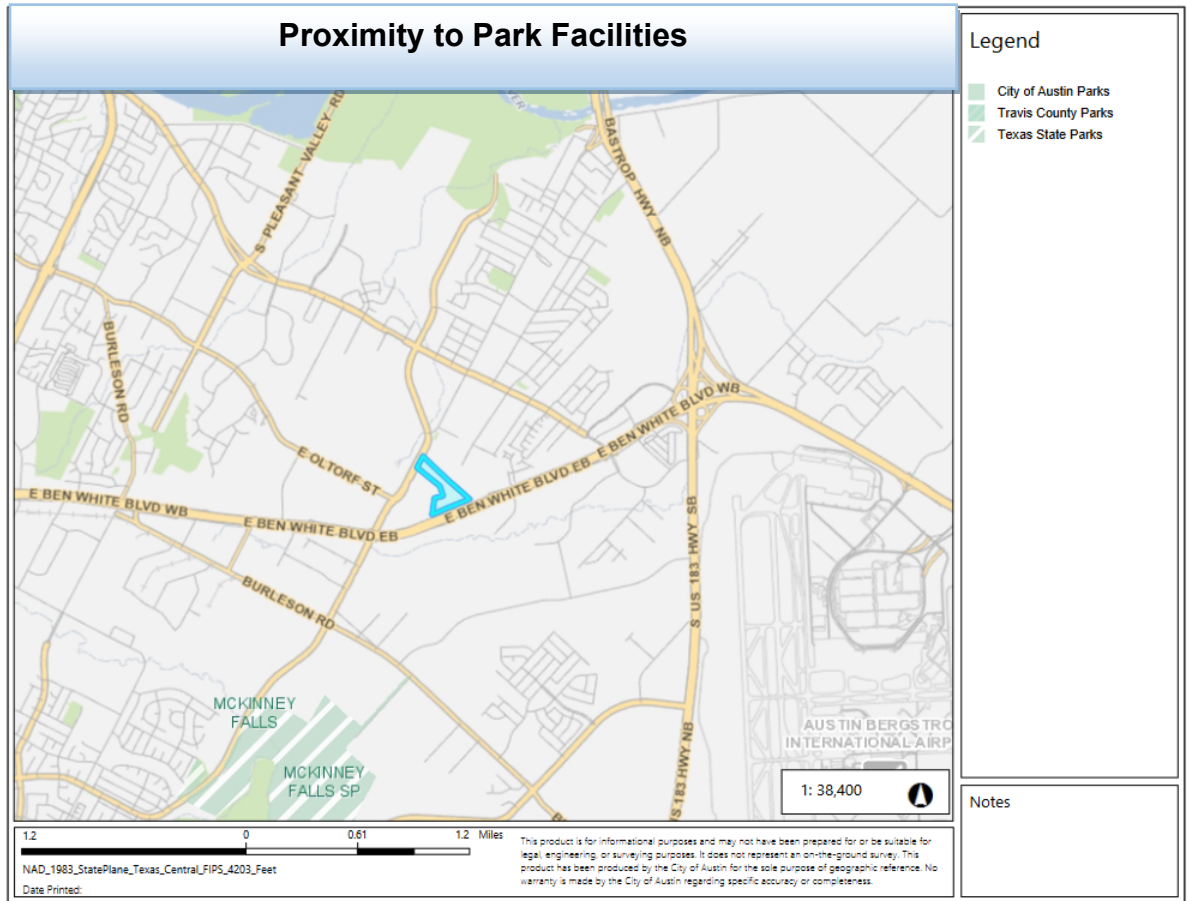 Proximity to Park Facilities
Legend
City of Austin Parks
Travis County Parks
Texas State Parks
S PLEASANT VALLEY RD
BASTROP HWY NB
BURLESON RD
E OLTORF ST
E BEN WHITE BLVD WB
E BEN WHITE BLVD EB
E BEN WHITE BLVD EB
E BEN WHITE BLVD WB
S US 183 HWY SB
BURLESON RD
MCKINNEY
FALLS
MCKINNEY
FALLS SP
AUSTIN BERGSTRO
INTERNATIONAL AIRP
S 183 HWY NB
1: 38,400
Notes
1.2 0 0.61 1.2 Miles
NAD_1983_StatePlane_Texas_Central_FIPS_4203_Feet
Date Printed:
This product is for informational purposes and may not have been prepared for or be suitable for
legal, engineering, or surveying purposes. It does not represent an on-the-ground survey. This
product has been produced by the City of Austin for the sole purpose of geographic reference. No
warranty is made by the City of Austin regarding specific accuracy or completeness.